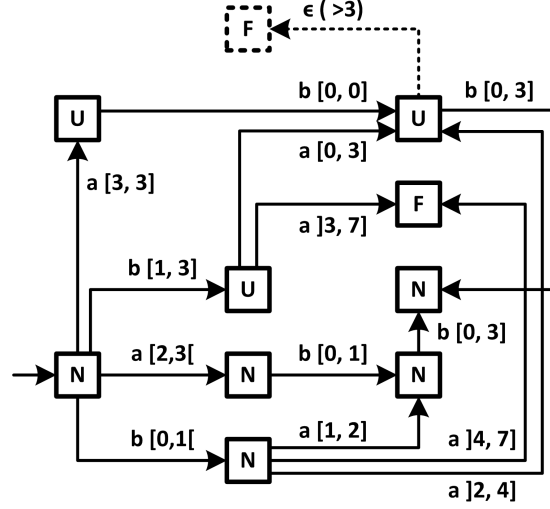 ϵ ( >3)
F
b [0, 0]
b [0, 3]
U
U
a [0, 3]
a [3, 3]
F
a ]3, 7]
b [1, 3]
U
N
b [0, 3]
a [2,3[
b [0, 1]
N
N
N
b [0,1[
a [1, 2]
a ]4, 7]
N
a ]2, 4]